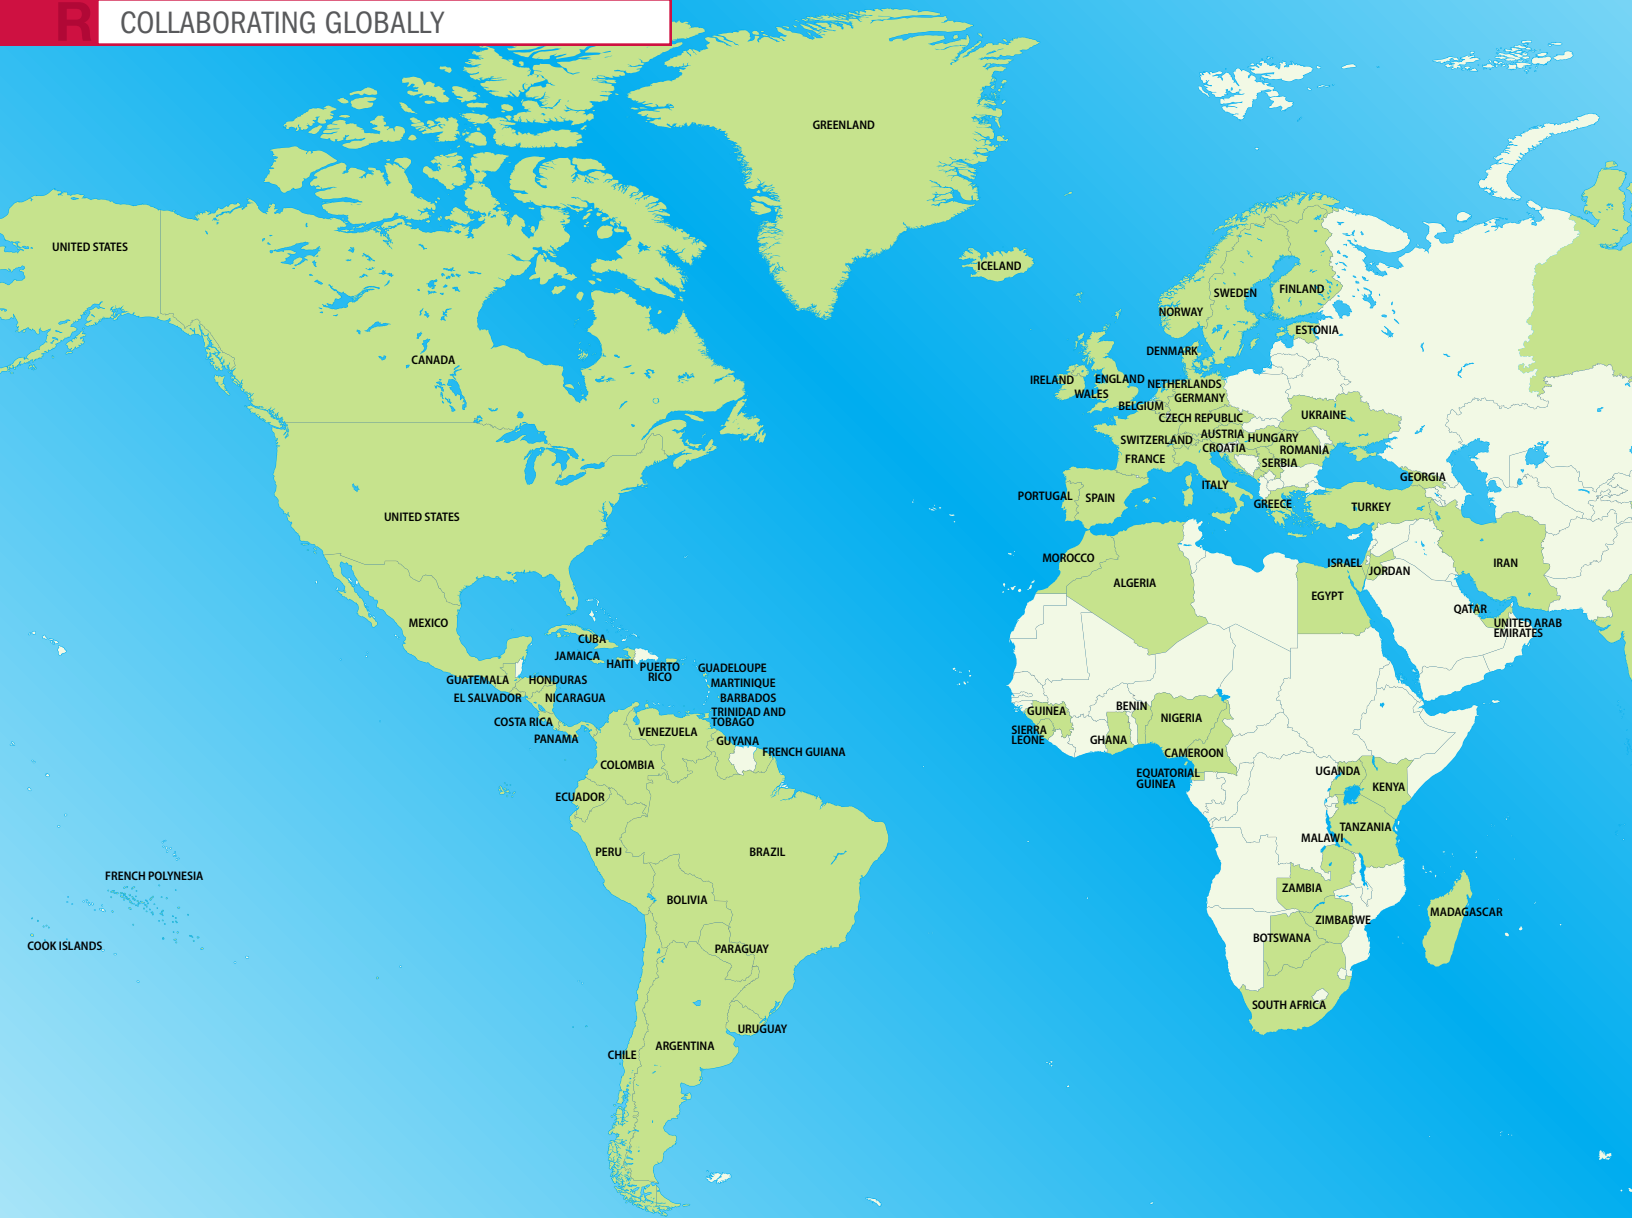 R
COLLABORATING GLOBALLY
GREENLAND
UNITED STATES
ICELAND
CANADA
UNITED STATES
MEXICO
CUBA
JAMAICA
HAITI
PUERTO
RICO
GUADELOUPE
MARTINIQUE
BARBADOS
TRINIDAD AND
TOBAGO
GUATEMALA
HONDURAS
EL SALVADOR
NICARAGUA
COSTA RICA
PANAMA
VENEZUELA
GUYANA
FRENCH GUIANA
COLOMBIA
ECUADOR
PERU
BRAZIL
BOLIVIA
PARAGUAY
URUGUAY
ARGENTINA
CHILE
FRENCH POLYNESIA
COOK ISLANDS
SWEDEN
FINLAND
NORWAY
ESTONIA
DENMARK
IRELAND
ENGLAND
WALES
NETHERLANDS
GERMANY
BELGIUM
CZECH REPUBLIC
UKRAINE
AUSTRIA
HUNGARY
SWITZERLAND
CROATIA
ROMANIA
FRANCE
SERBIA
GEORGIA
ITALY
PORTUGAL
SPAIN
GREECE
TURKEY
MOROCCO
ALGERIA
ISRAEL
JORDAN
IRAN
EGYPT
QATAR
UNITED ARAB
EMIRATES
GUINEA
BENIN
NIGERIA
SIERRA
LEONE
GHANA
CAMEROON
EQUATORIAL
GUINEA
UGANDA
KENYA
TANZANIA
MALAWI
ZAMBIA
ZIMBABWE
MADAGASCAR
BOTSWANA
SOUTH AFRICA